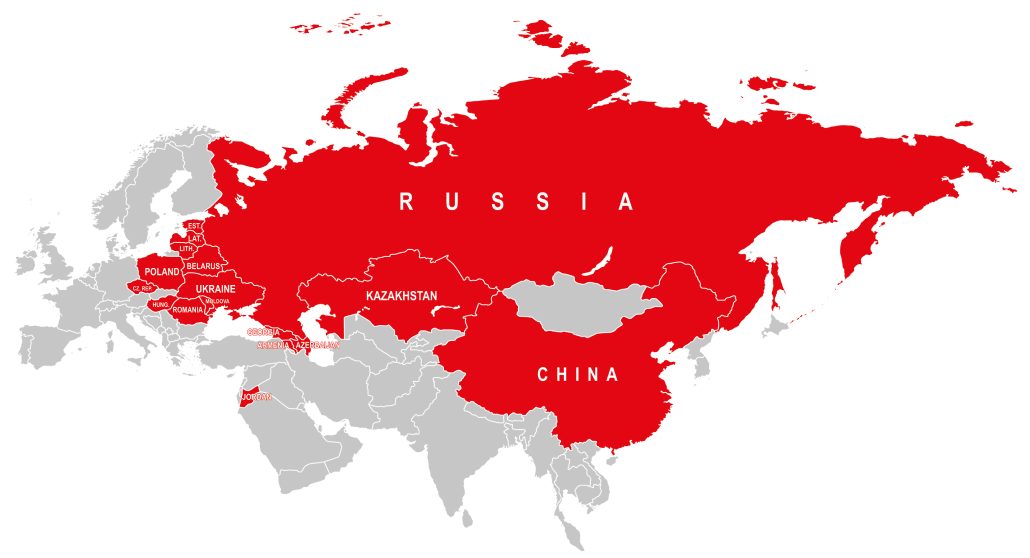 RUSSIA
EST.
LAT.
LITH.
BELARUS
POLAND
CZ. REP.
UKRAINE
KAZAKHSTAN
HUNG.
MOLDOVA
ROMANIA
GEORGIA
ARMENIA
AZERBAIJAN
CHINA
JORDAN